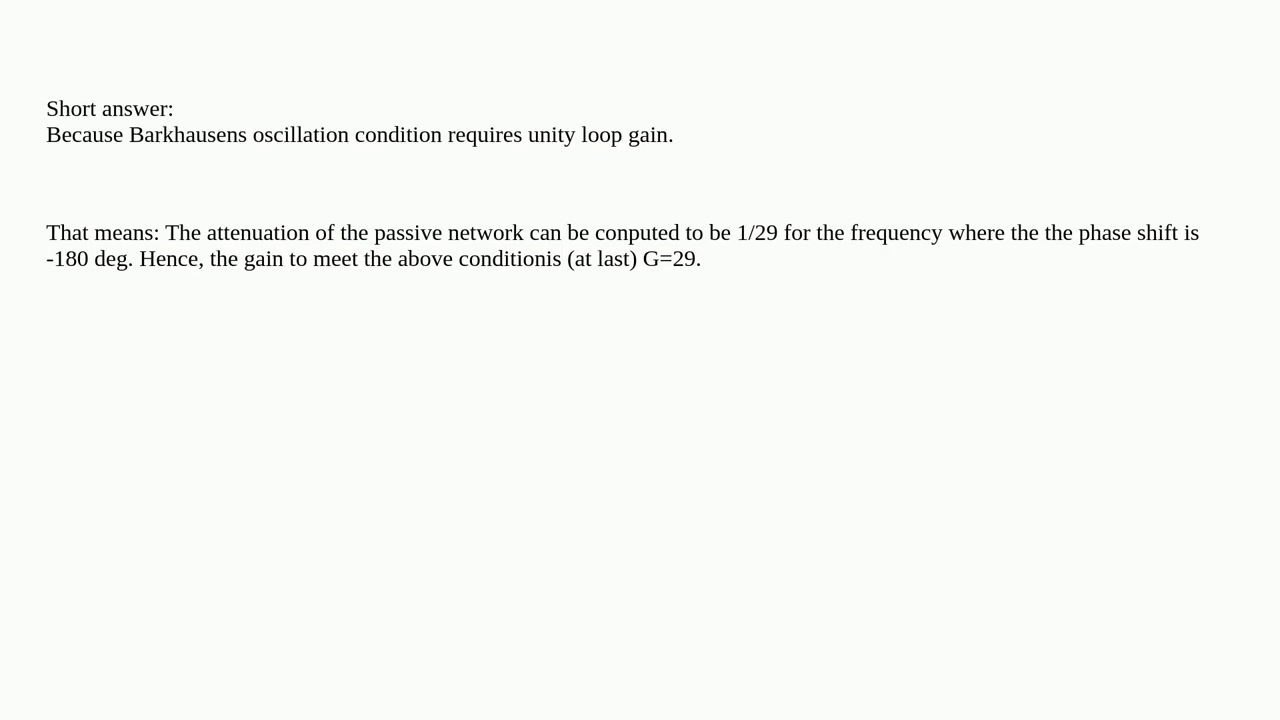 Short answer:
Because Barkhausens oscillation condition requires unity loop gain.
That means: The attenuation of the passive network can be conputed to be 1/29 for the frequency where the the phase shift is
-180 deg. Hence, the gain to meet the above conditionis (at last) G=29.